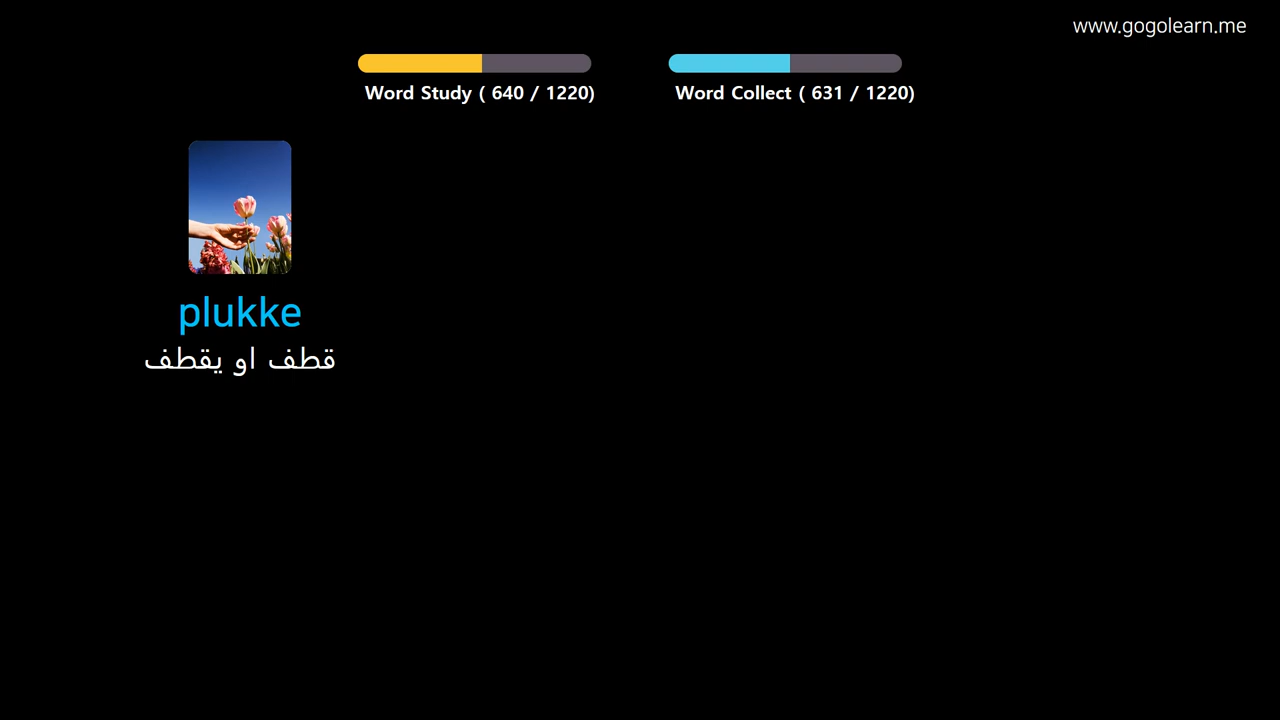 www.gogolearn.me
Word Study ( 640 / 1220)
Word Collect ( 631 / 1220)
plukke
قطف او يقطف